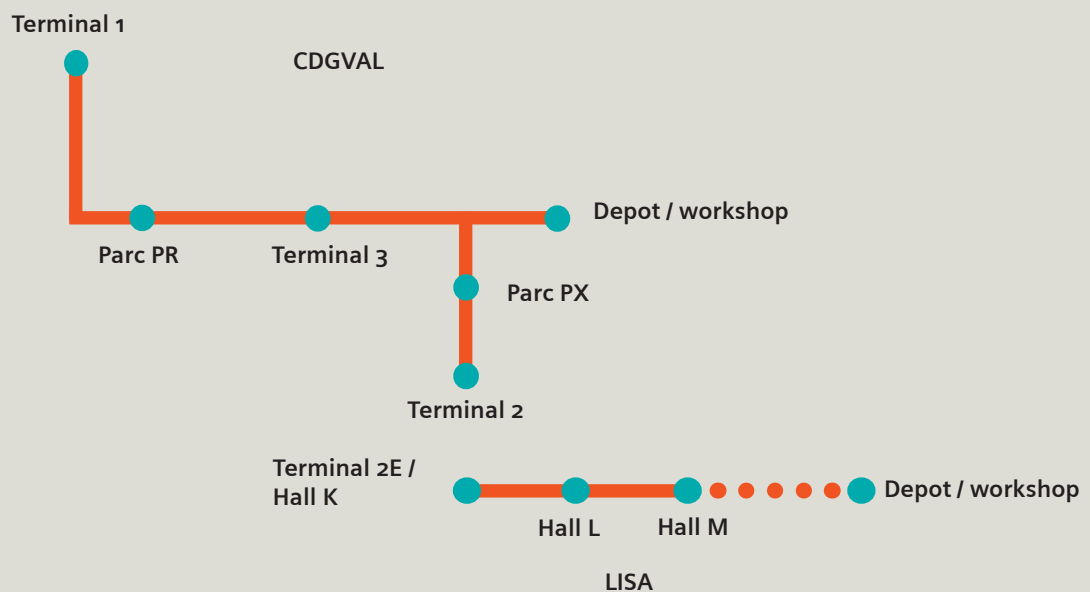 Terminal 1
CDGVAL
Depot / workshop
Parc PR
Terminal 3
Parc PX
Terminal 2
Terminal 2E /
Hall K
Depot / workshop
Hall L
Hall M
LISA